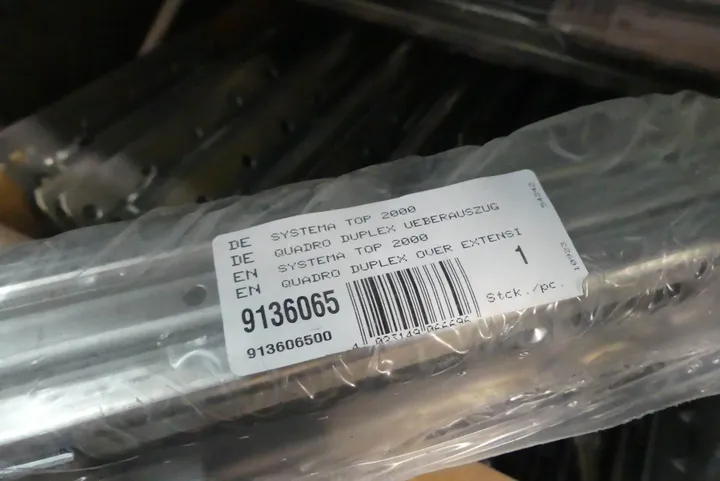 DE SYSTEMA TOP 2000
DE QUADRO DUPLEX UEBERAUSZUG
EN SYSTEMA TOP 2000
EN QUADRO DUPLEX OVER EXTENSI
9136065
913606500
1
Stck./pc.